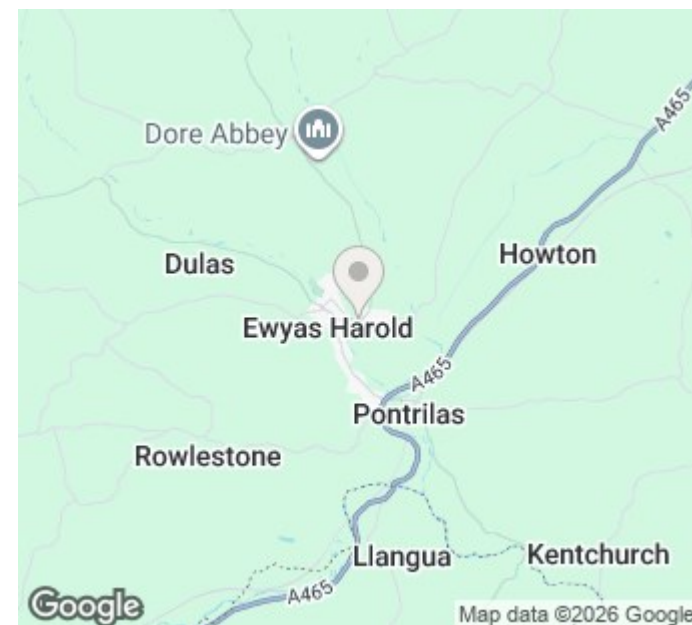 A465
Dore Abbey
Howton
Dulas
Ewyas Harold
A465
Pontrilas
Rowlestone
Llangua
Kentchurch
A465
Google
Map data ©2026 Google